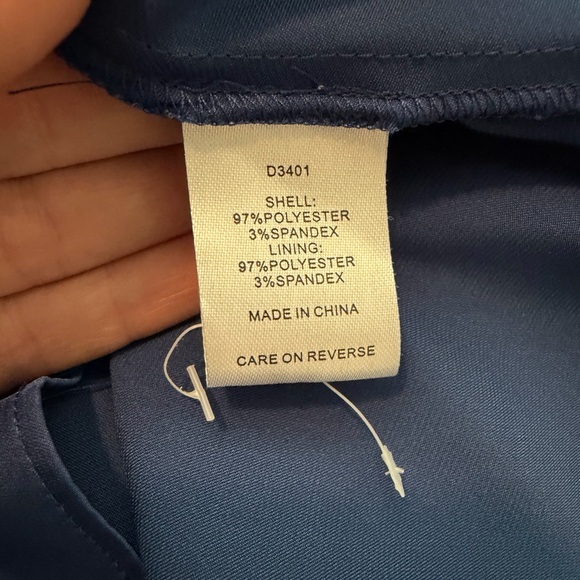 D3401
SHELL:
97%POLYESTER
3%SPANDEX
LINING:
97%POLYESTER
3%SPANDEX
MADE IN CHINA
CARE ON REVERSE